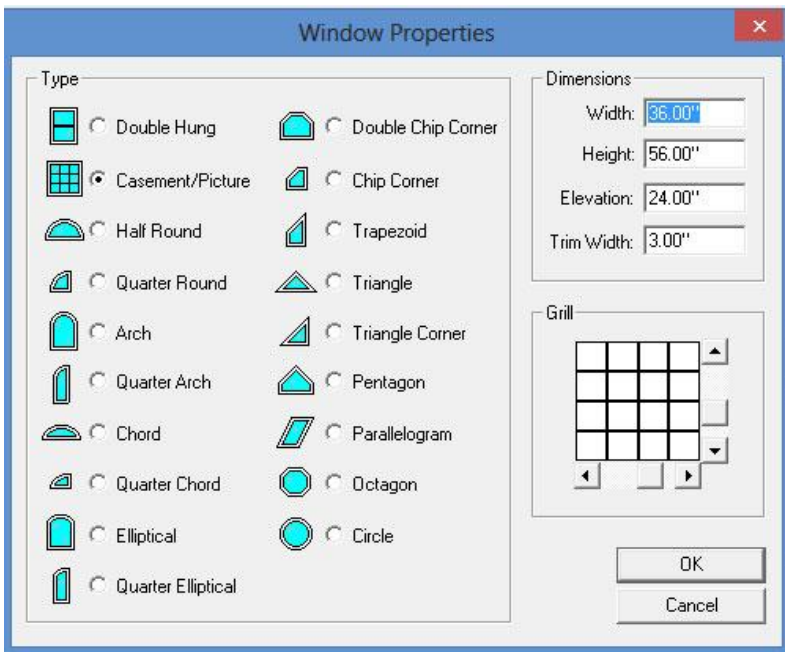 Window Properties
Type
Double Hung
Casement/Picture
Half Round
Quarter Round
Arch
Quarter Arch
Chord
Quarter Chord
Elliptical
Quarter Elliptical
Double Chip Corner
Chip Corner
Trapezoid
Triangle
Triangle Corner
Pentagon
Parallelogram
Octagon
Circle
Dimensions
Width: 36.00"
Height: 56.00"
Elevation: 24.00"
Trim Width: 3.00"
Grill
OK
Cancel